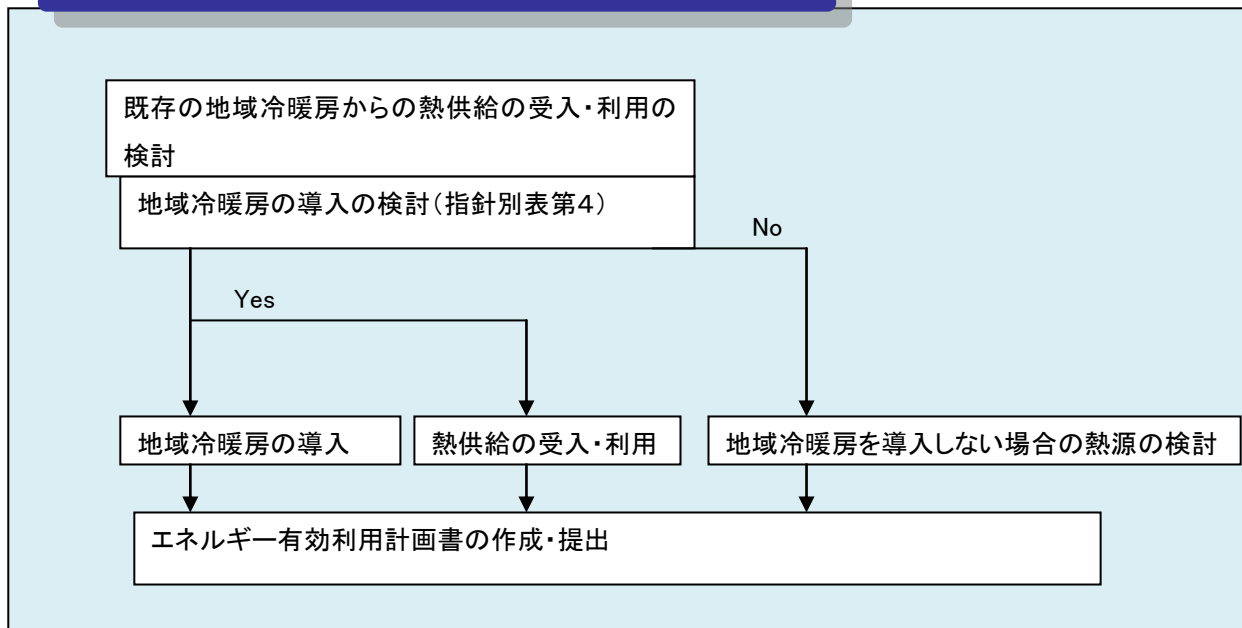 既存の地域冷暖房からの熱供給の受入・利用の
検討
地域冷暖房の導入の検討（指針別表第４）
No
Yes
地域冷暖房の導入
熱供給の受入・利用
地域冷暖房を導入しない場合の熱源の検討
エネルギー有効利用計画書の作成・提出